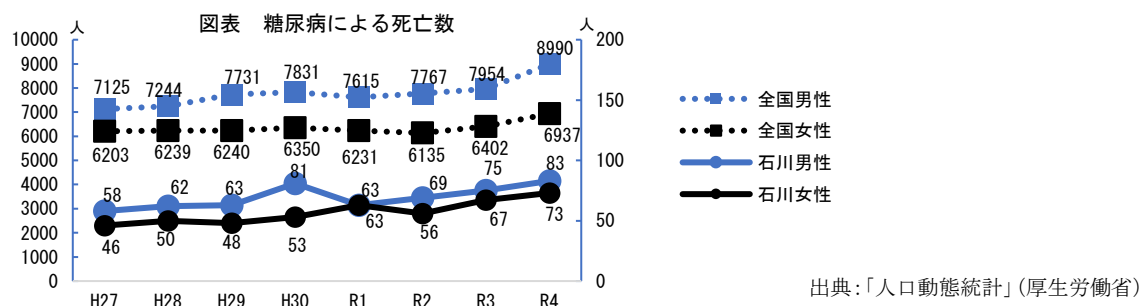 図表　糖尿病による死亡数
人
人
10000
9000
8000
7000
6000
5000
4000
3000
2000
1000
0
200
150
100
50
0
7125 7244 7731 7831 7615 7767 7954 8990
6203 6239 6240 6350 6231 6135 6402 6937
58 62 63 81 63 69 75 83
46 50 48 53 63 56 67 73
H27 H28 H29 H30 R1 R2 R3 R4
全国男性
全国女性
石川男性
石川女性
出典：「人口動態統計」（厚生労働省）